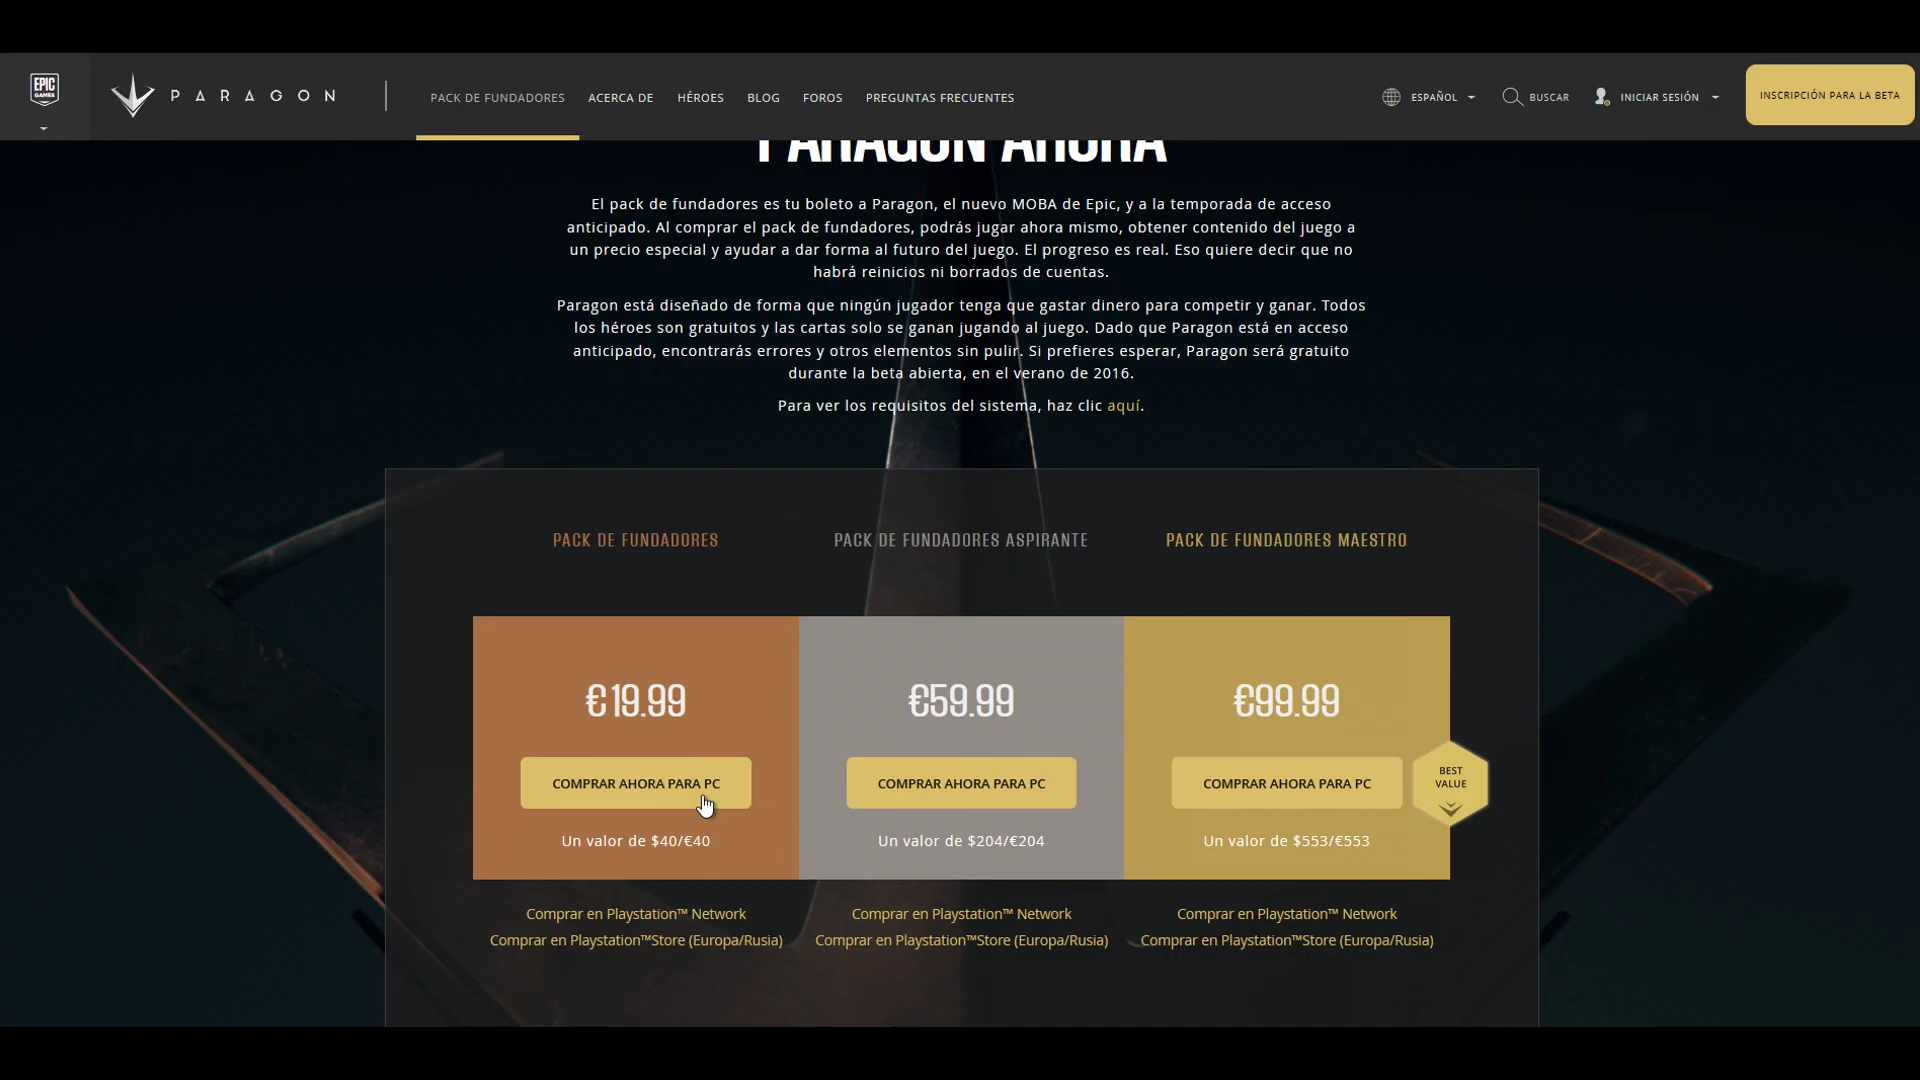 EPIC GAMES
PARAGON
PACK DE FUNDADORES
ACERCA DE
HÉROES
BLOG
FOROS
PREGUNTAS FRECUENTES
ESPAÑOL
BUSCAR
INICIAR SESIÓN
INSCRIPCIÓN PARA LA BETA
PARAGON AHORA
El pack de fundadores es tu boleto a Paragon, el nuevo MOBA de Epic, y a la temporada de acceso
anticipado. Al comprar el pack de fundadores, podrás jugar ahora mismo, obtener contenido del juego a
un precio especial y ayudar a dar forma al futuro del juego. El progreso es real. Eso quiere decir que no
habrá reinicios ni borrados de cuentas.
Paragon está diseñado de forma que ningún jugador tenga que gastar dinero para competir y ganar. Todos
los héroes son gratuitos y las cartas solo se ganan jugando al juego. Dado que Paragon está en acceso
anticipado, encontrarás errores y otros elementos sin pulir. Si prefieres esperar, Paragon será gratuito
durante la beta abierta, en el verano de 2016.
Para ver los requisitos del sistema, haz clic aquí.
PACK DE FUNDADORES
PACK DE FUNDADORES ASPIRANTE
PACK DE FUNDADORES MAESTRO
€19.99
€59.99
€99.99
COMPRAR AHORA PARA PC
COMPRAR AHORA PARA PC
COMPRAR AHORA PARA PC
BEST
VALUE
Un valor de $40/€40
Un valor de $204/€204
Un valor de $553/€553
Comprar en Playstation™ Network
Comprar en Playstation™ Network
Comprar en Playstation™ Network
Comprar en Playstation™Store (Europa/Rusia)
Comprar en Playstation™Store (Europa/Rusia)
Comprar en Playstation™Store (Europa/Rusia)